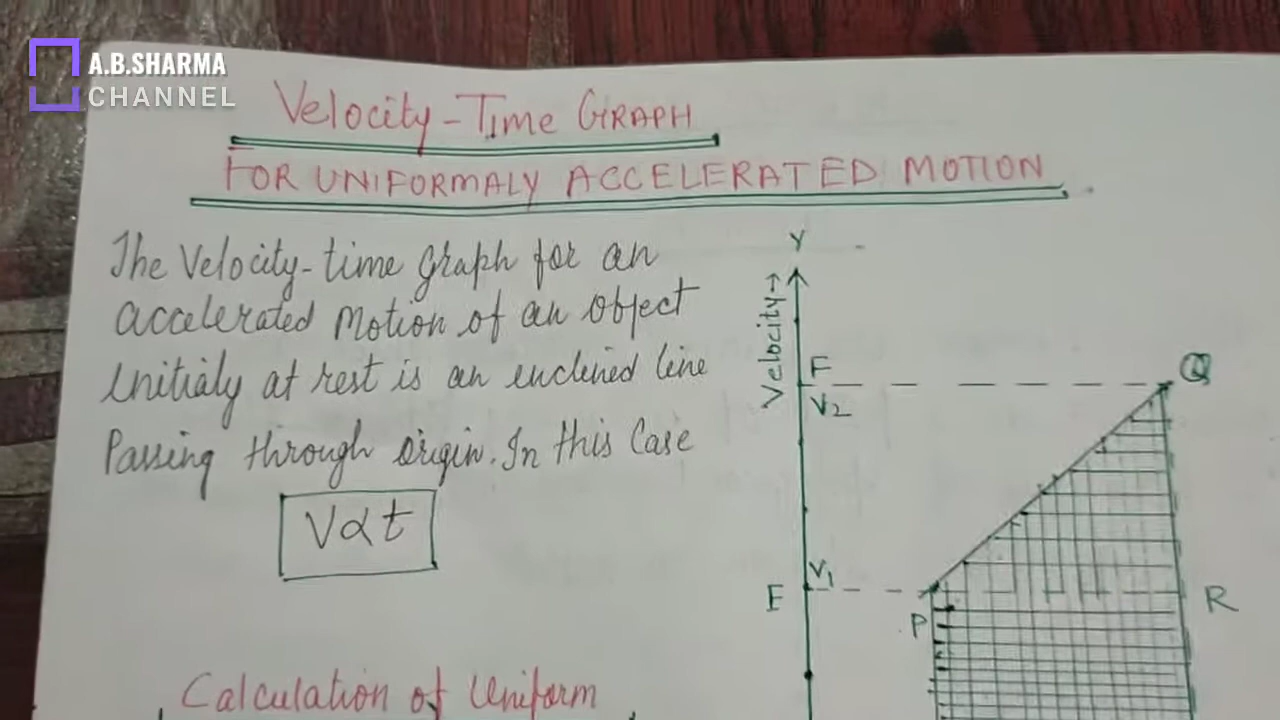 A.B.SHARMA
CHANNEL
Velocity-Time GRAPH
FOR UNIFORMALY ACCELERATED MOTION
The Velocity-time graph for an
accelerated Motion of an object
initialy at rest is an enclined line
Passing through origin. In this Case
V∝t
Calculation of Uniform
Y
Velocity→
F
V2
Q
V1
E
P
R